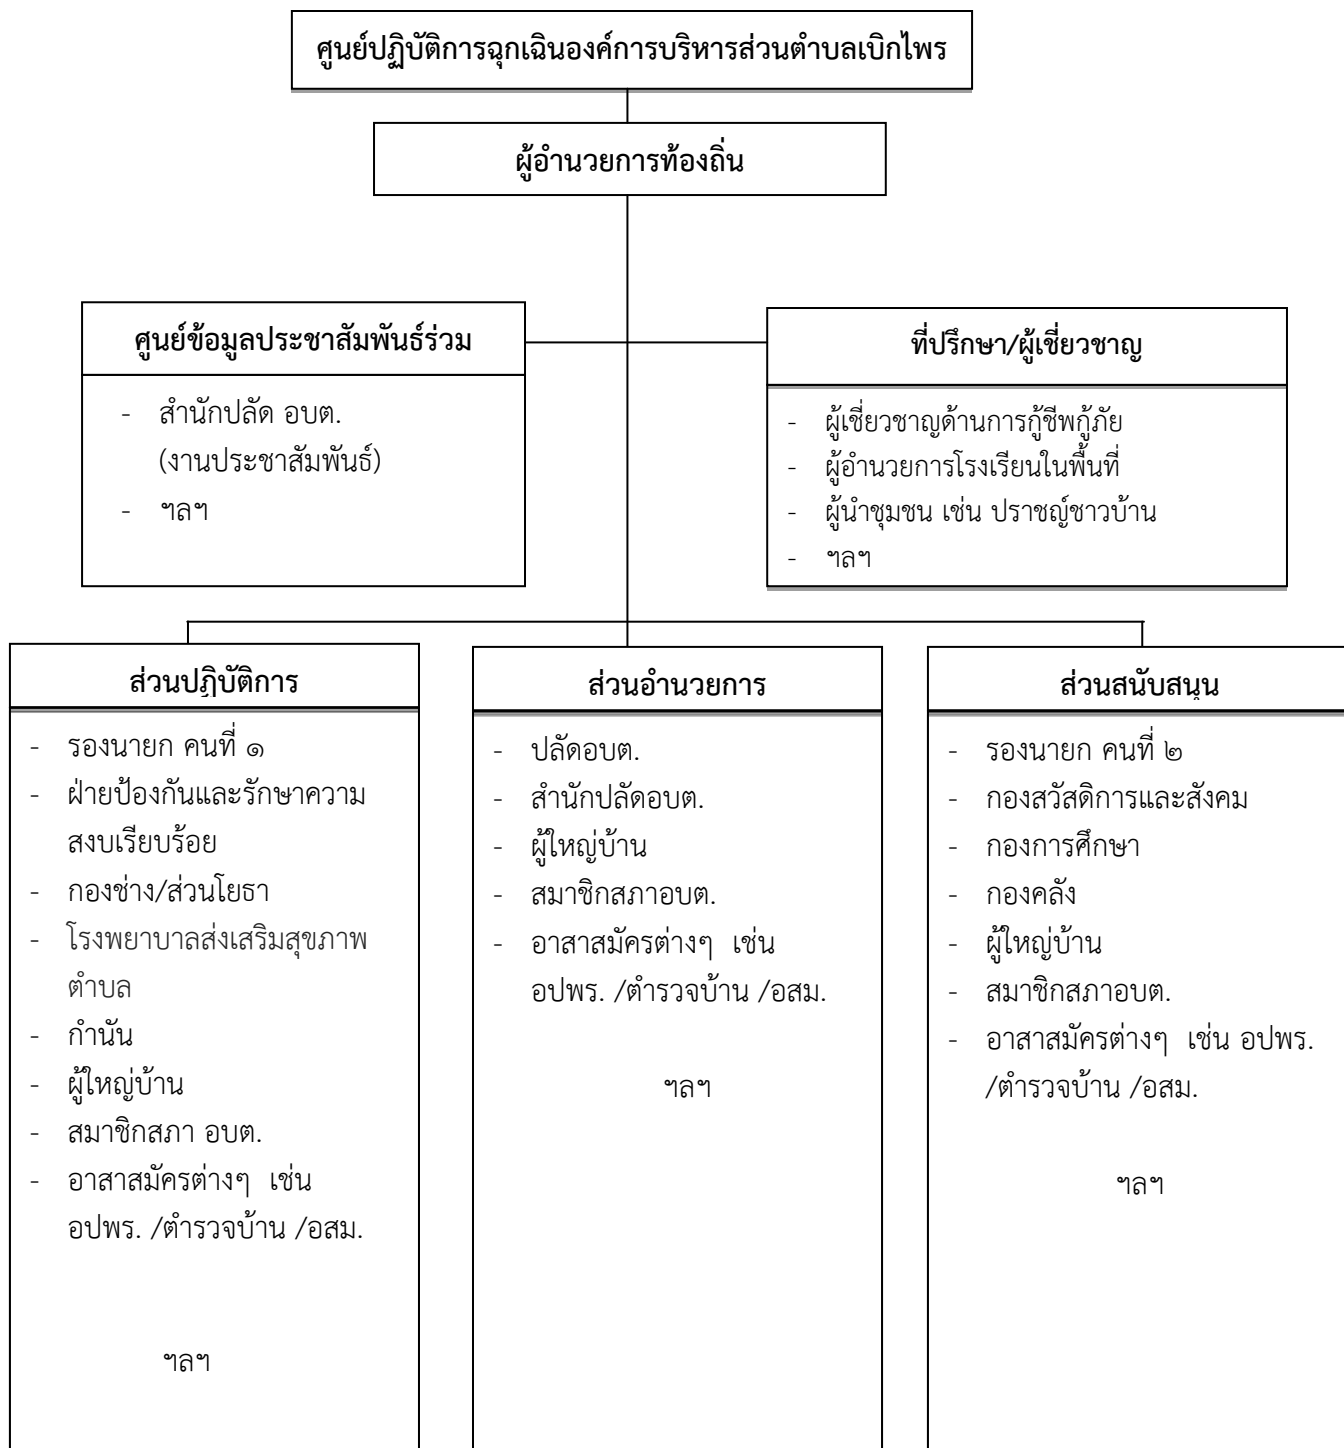 ศูนย์ปฏิบัติการฉุกเฉินองค์การบริหารส่วนตำบลเบิกไพร
ผู้อำนวยการท้องถิ่น
ศูนย์ข้อมูลประชาสัมพันธ์ร่วม
- สำนักปลัด อบต.
(งานประชาสัมพันธ์)
- ฯลฯ
ที่ปรึกษา/ผู้เชี่ยวชาญ
- ผู้เชี่ยวชาญด้านการกู้ชีพกู้ภัย
- ผู้อำนวยการโรงเรียนในพื้นที่
- ผู้นำชุมชน เช่น ปราชญ์ชาวบ้าน
- ฯลฯ
ส่วนปฏิบัติการ
- รองนายก คนที่ ๑
- ฝ่ายป้องกันและรักษาความ
สงบเรียบร้อย
- กองช่าง/ส่วนโยธา
- โรงพยาบาลส่งเสริมสุขภาพ
ตำบล
- กำนัน
- ผู้ใหญ่บ้าน
- สมาชิกสภา อบต.
- อาสาสมัครต่างๆ เช่น
อปพร. /ตำรวจบ้าน /อสม.
ฯลฯ
ส่วนอำนวยการ
- ปลัดอบต.
- สำนักปลัดอบต.
- ผู้ใหญ่บ้าน
- สมาชิกสภาอบต.
- อาสาสมัครต่างๆ เช่น
อปพร. /ตำรวจบ้าน /อสม.
ฯลฯ
ส่วนสนับสนุน
- รองนายก คนที่ ๒
- กองสวัสดิการและสังคม
- กองการศึกษา
- กองคลัง
- ผู้ใหญ่บ้าน
- สมาชิกสภาอบต.
- อาสาสมัครต่างๆ เช่น อปพร.
/ตำรวจบ้าน /อสม.
ฯลฯ